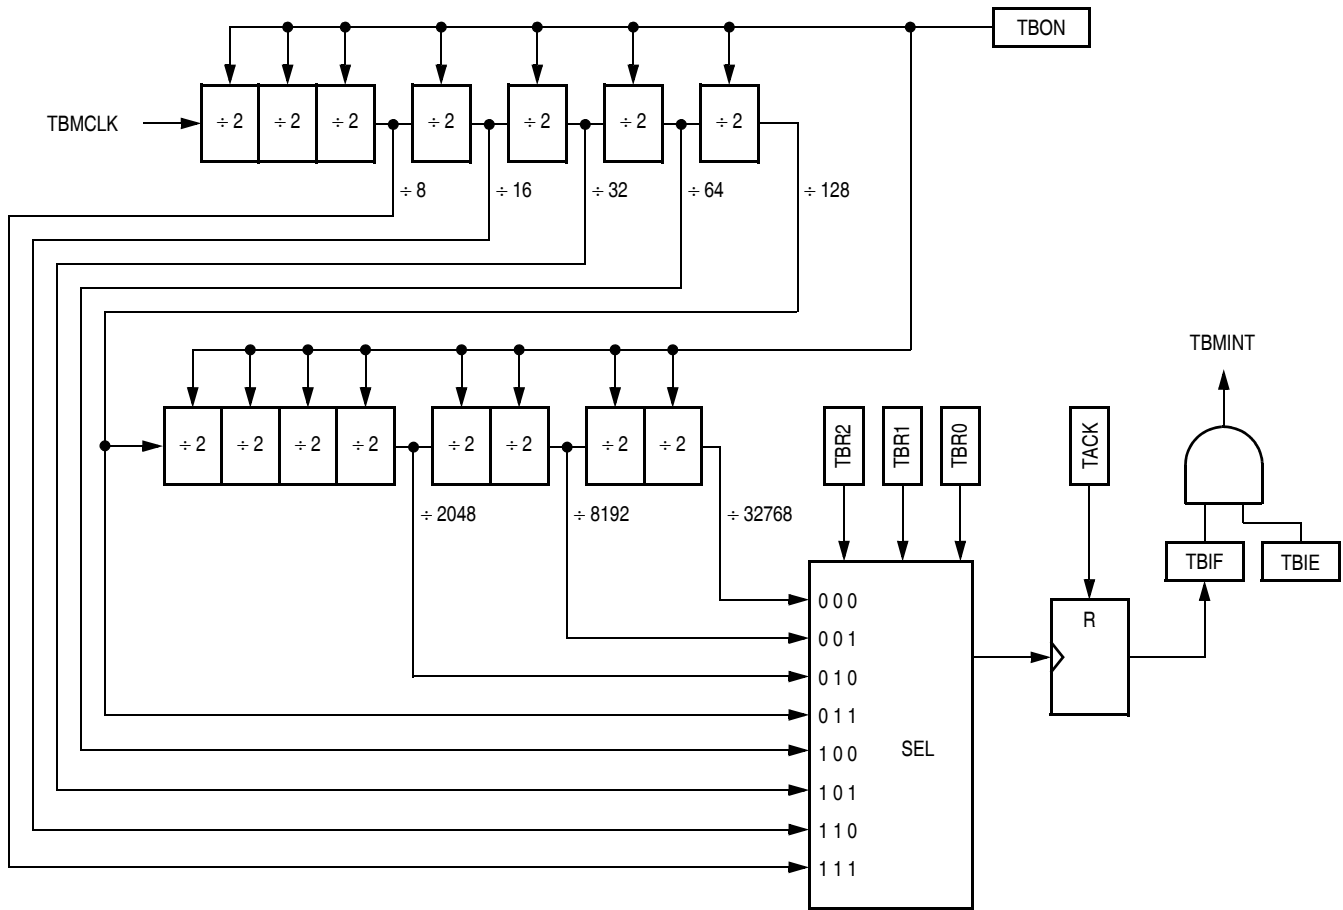 TBON
TBMCLK
÷ 2 ÷ 2 ÷ 2 ÷ 2 ÷ 2 ÷ 2 ÷ 2
÷ 8 ÷ 16 ÷ 32 ÷ 64 ÷ 128
TBMINT
÷ 2 ÷ 2 ÷ 2 ÷ 2 ÷ 2 ÷ 2 ÷ 2 ÷ 2
TBR2 TBR1 TBR0 TACK
÷ 2048 ÷ 8192 ÷ 32768
TBIF TBIE
0 0 0
R
0 0 1
0 1 0
0 1 1
SEL
1 0 0
1 0 1
1 1 0
1 1 1